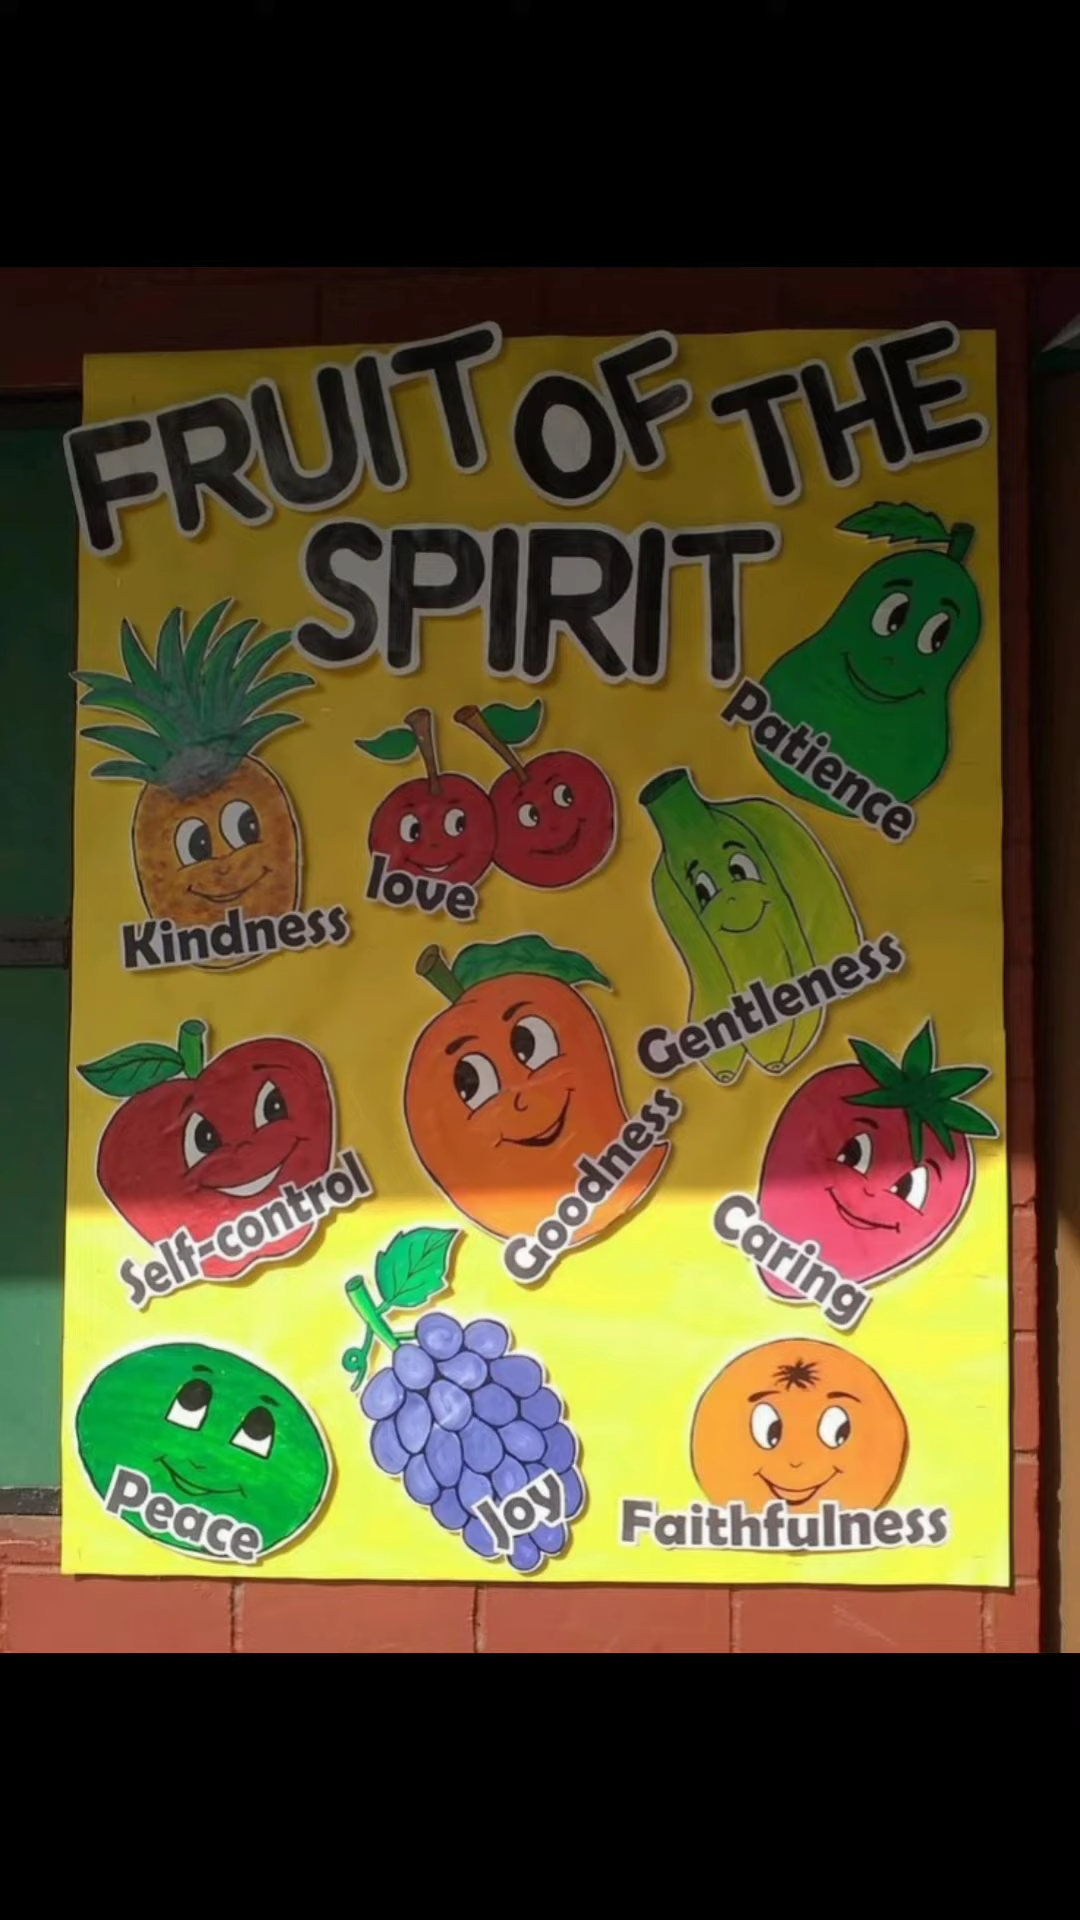 FRUIT OF THE
SPIRIT
Patience
Kindness
love
Gentleness
Self-control
Goodness
Caring
Peace
Joy
Faithfulness